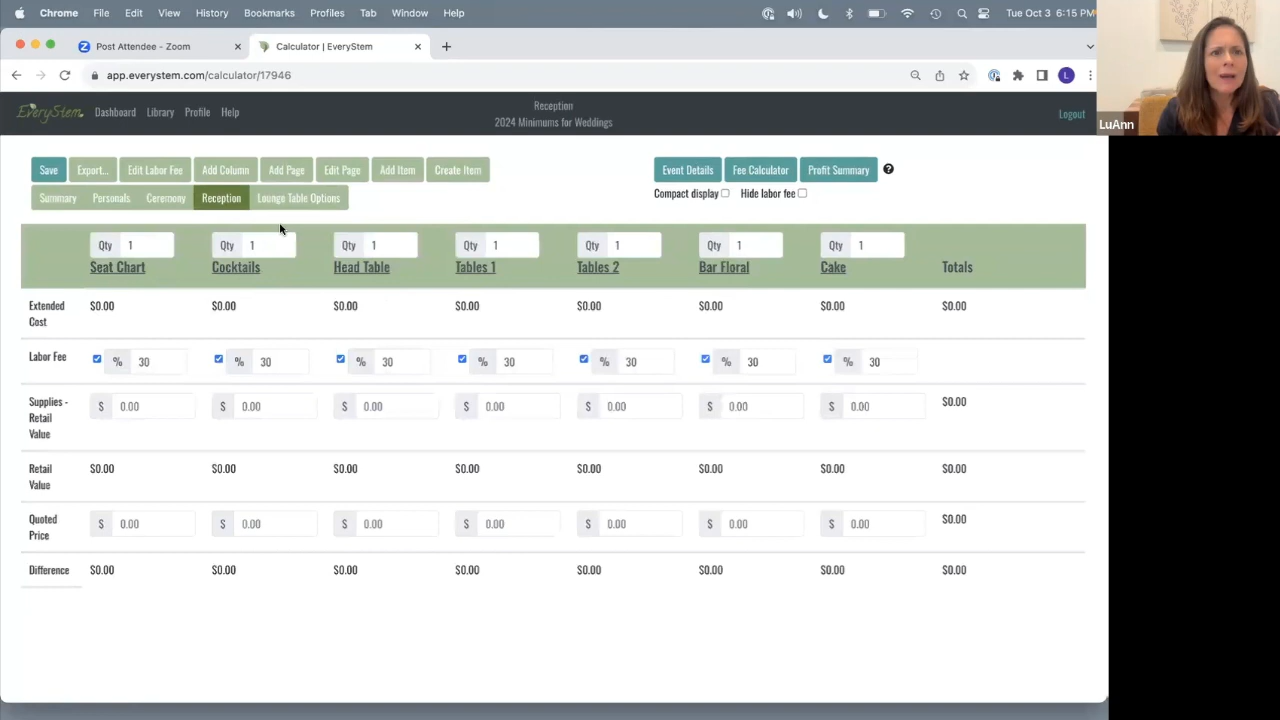 Chrome File Edit View History Bookmarks Profiles Tab Window Help Tue Oct 3 6:15 PM
Post Attendee - Zoom Calculator | EveryStem
app.everystem.com/calculator/17946 L
LuAnn
EveryStem Dashboard Library Profile Help Reception Logout
2024 Minimums for Weddings
Save Export... Edit Labor Fee Add Column Add Page Edit Page Add Item Create Item Event Details Fee Calculator Profit Summary ?
Compact display Hide labor fee
Summary Personals Ceremony Reception Lounge Table Options
Qty 1 Qty 1 Qty 1 Qty 1 Qty 1 Qty 1 Qty 1
Seat Chart Cocktails Head Table Tables 1 Tables 2 Bar Floral Cake Totals
Extended $0.00 $0.00 $0.00 $0.00 $0.00 $0.00 $0.00 $0.00
Cost
Labor Fee % 30 % 30 % 30 % 30 % 30 % 30 % 30
Supplies - $ 0.00 $ 0.00 $ 0.00 $ 0.00 $ 0.00 $ 0.00 $ 0.00 $0.00
Retail
Value
Retail $0.00 $0.00 $0.00 $0.00 $0.00 $0.00 $0.00 $0.00
Value
Quoted $ 0.00 $ 0.00 $ 0.00 $ 0.00 $ 0.00 $ 0.00 $ 0.00 $0.00
Price
Difference $0.00 $0.00 $0.00 $0.00 $0.00 $0.00 $0.00 $0.00